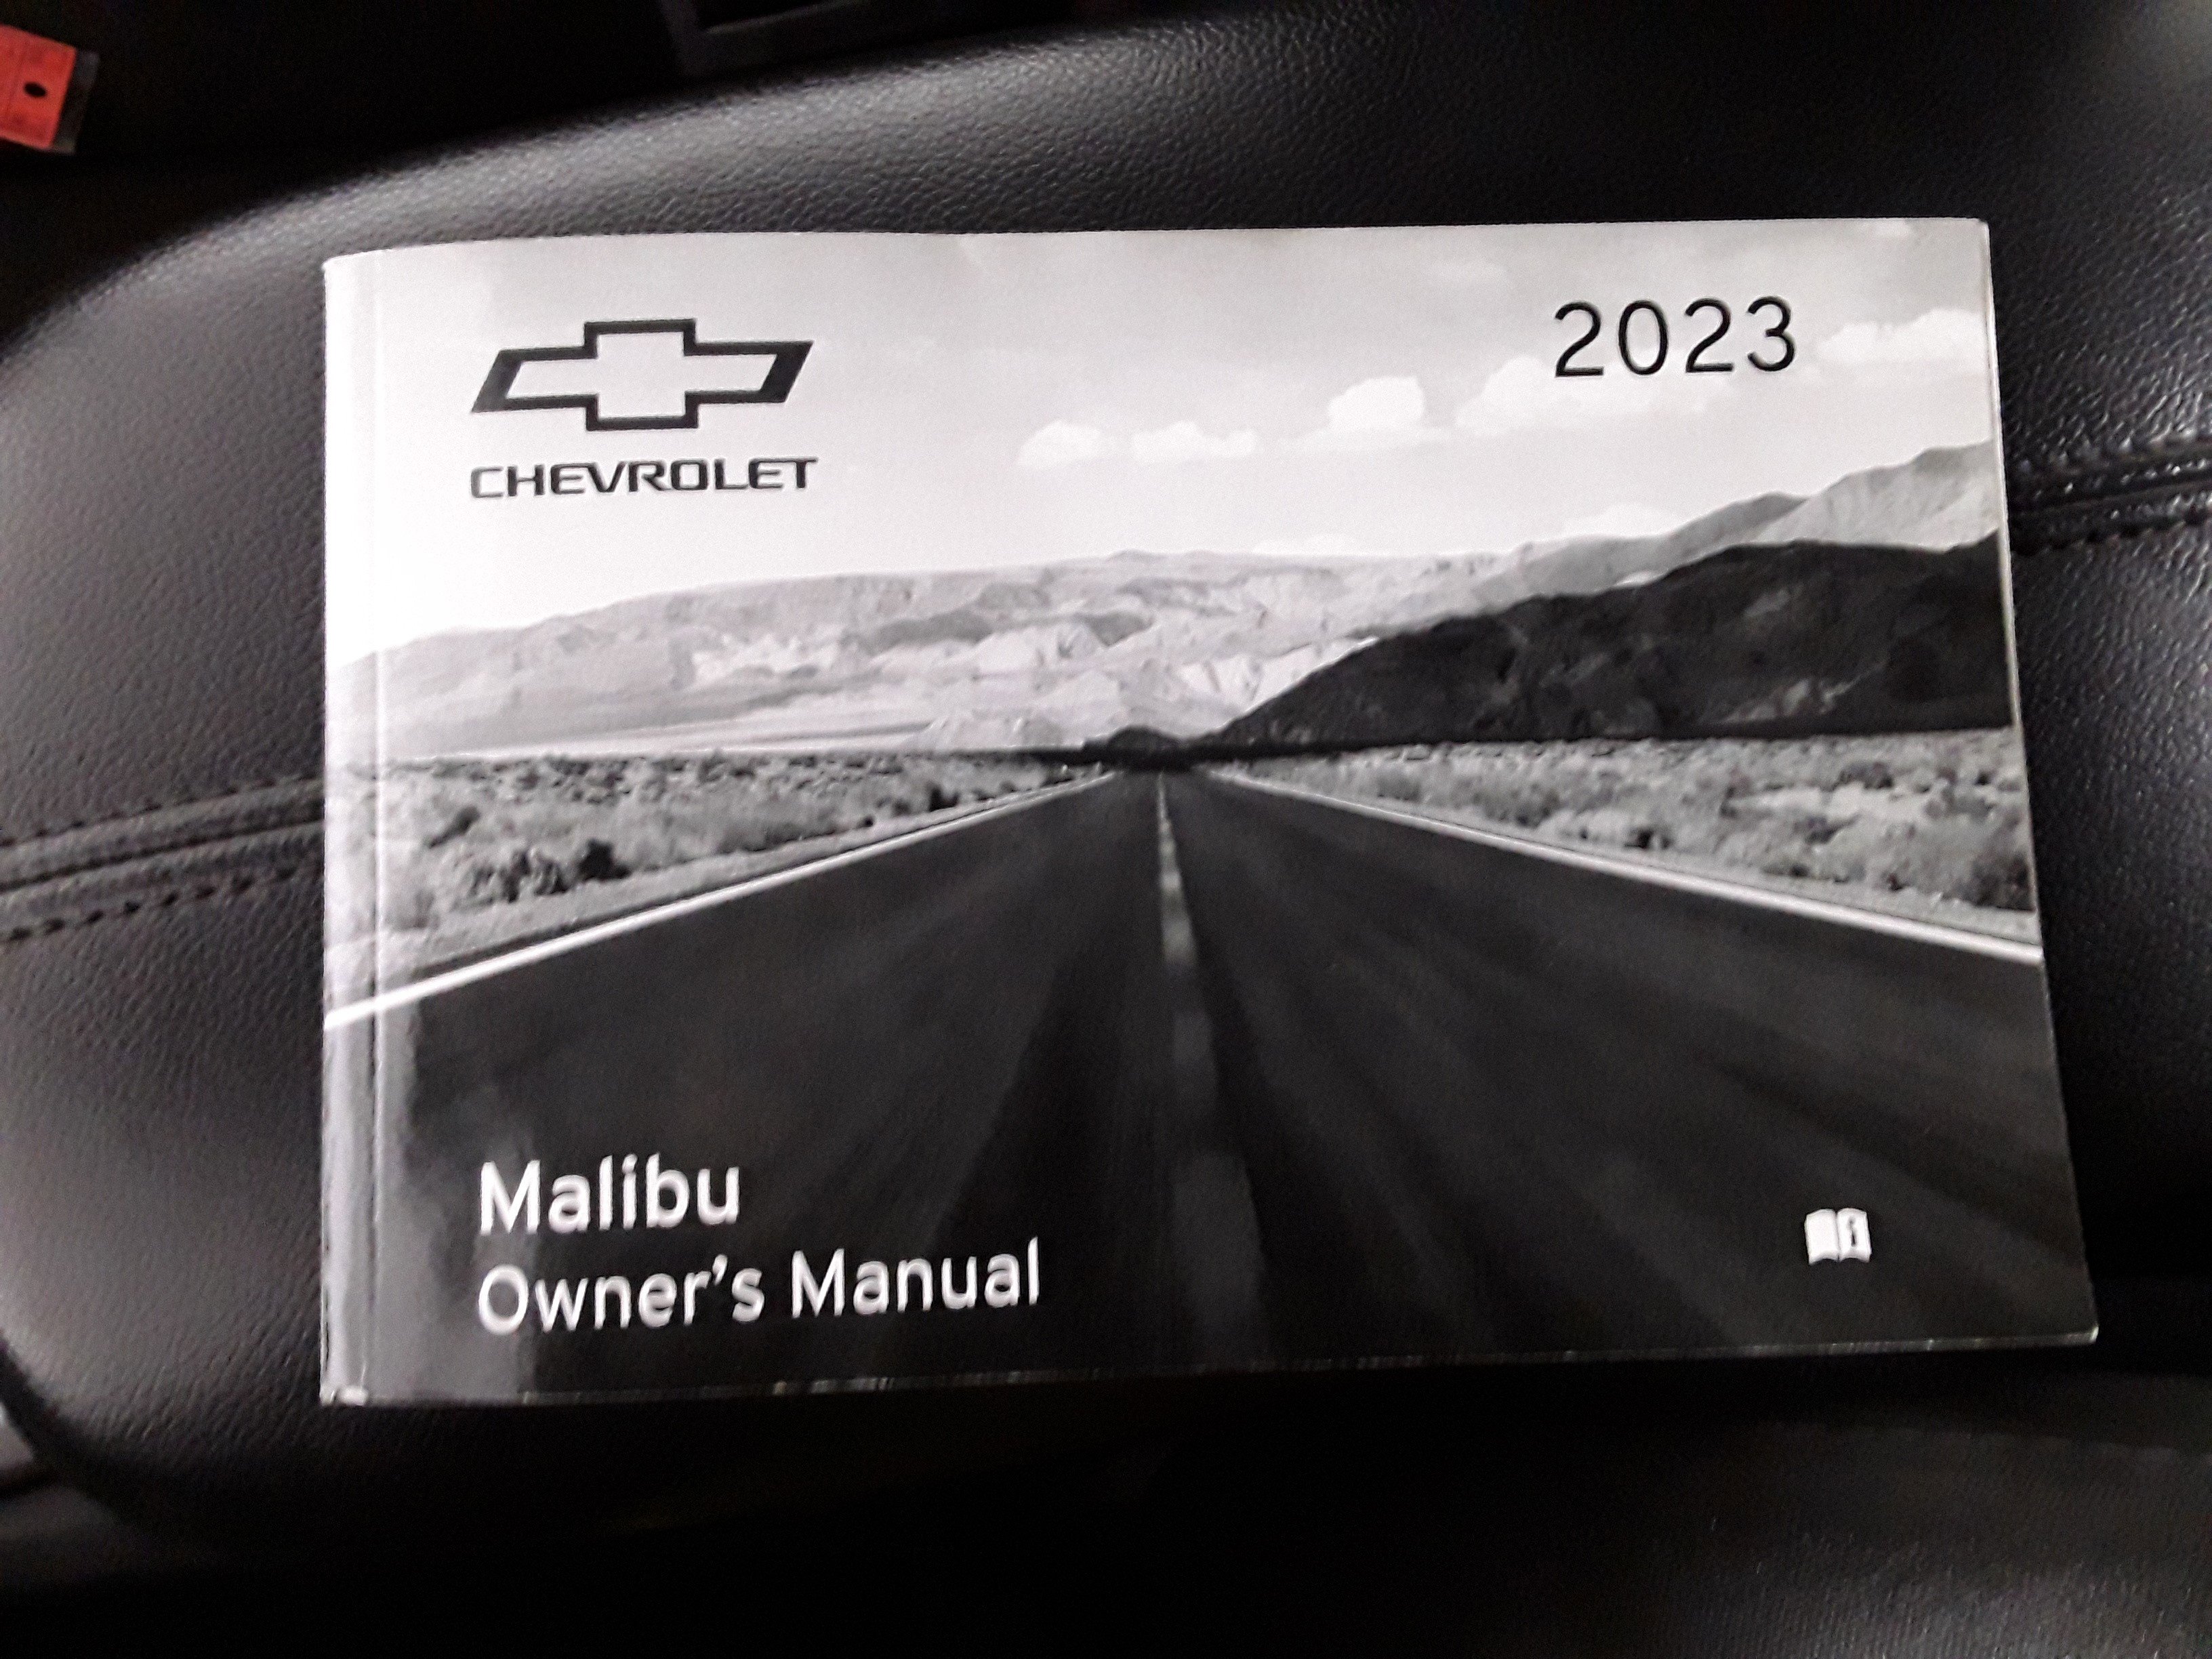 2023
CHEVROLET
Malibu
Owner's Manual